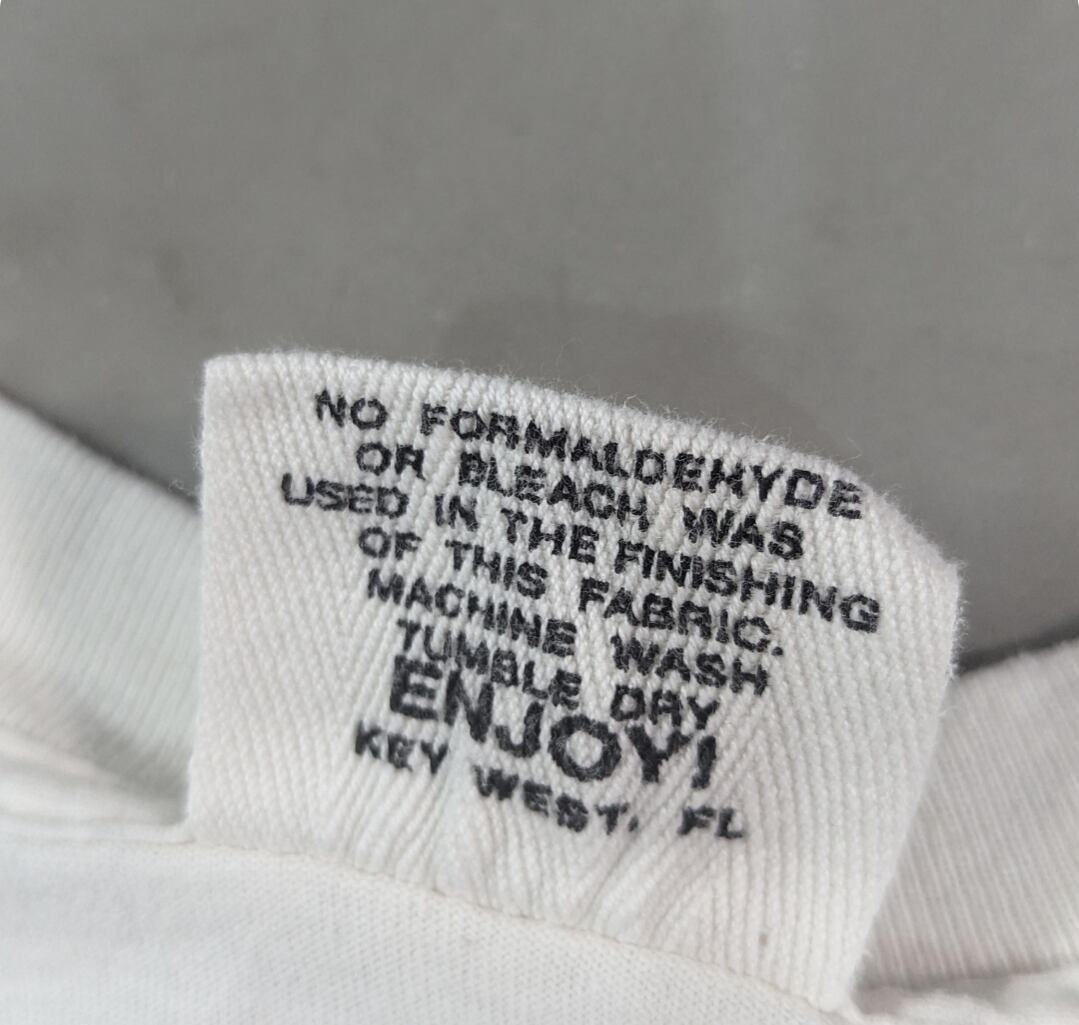 NO FORMALDEHYDE
OR BLEACH WAS
USED IN THE FINISHING
OF THIS FABRIC.
MACHINE WASH
TUMBLE DRY
ENJOY!
KEY WEST, FL